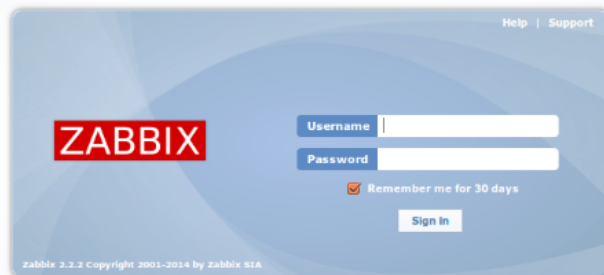 Help | Support
ZABBIX
Username
Password
Remember me for 30 days
Sign In
Zabbix 2.2.2 Copyright 2001-2014 by Zabbix SIA